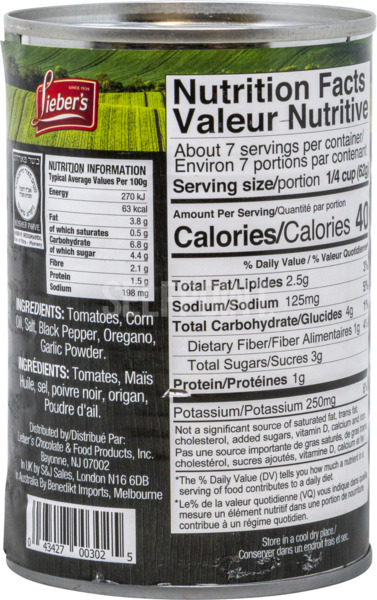 SINCE 1936
Lieber's
NUTRITION INFORMATION
Typical Average Values Per 100g
Energy 270 kJ
63 kcal
Fat 3.8 g
of which saturates 0.5 g
Carbohydrate 6.8 g
of which sugar 4.4 g
Fibre 2.1 g
Protein 1.5 g
Sodium 198 mg
INGREDIENTS: Tomatoes, Corn
Oil, Salt, Black Pepper, Oregano,
Garlic Powder.
INGRÉDIENTS: Tomates, Maïs
Huile, sel, poivre noir, origan,
Poudre d'ail.
Distributed by/Distribué Par:
Lieber's Chocolate & Food Products, Inc.
Bayonne, NJ 07002
in UK by S&J Sales, London N16 6DB
Australia By Benedikt Imports, Melbourne
0 43427 00302 5
Nutrition Facts
Valeur Nutritive
About 7 servings per container
Environ 7 portions par contenant
Serving size/portion 1/4 cup (62g)
Amount Per Serving/Quantité par portion
Calories/Calories 40
% Daily Value / % Valeur Quotidienne
Total Fat/Lipides 2.5g 3%
Sodium/Sodium 125mg
Total Carbohydrate/Glucides 4g
Dietary Fiber/Fiber Alimentaires 1g
Total Sugars/Sucres 3g
Protein/Protéines 1g
Potassium/Potassium 250mg
Not a significant source of saturated fat, trans fat,
cholesterol, added sugars, vitamin D, calcium and
Pas une source importante de gras saturés, de gras
cholestérol, sucres ajoutés, vitamine D, calcium et
*The % Daily Value (DV) tells you how much a nutrient in a
serving of food contributes to a daily diet.
*Le% de la valeur quotidienne (VQ) vous indique dans quelle
mesure un élément nutritif dans une portion de nourriture
contribue à un régime quotidien.
Store in a cool dry place./
Conserver dans un endroit frais et sec.